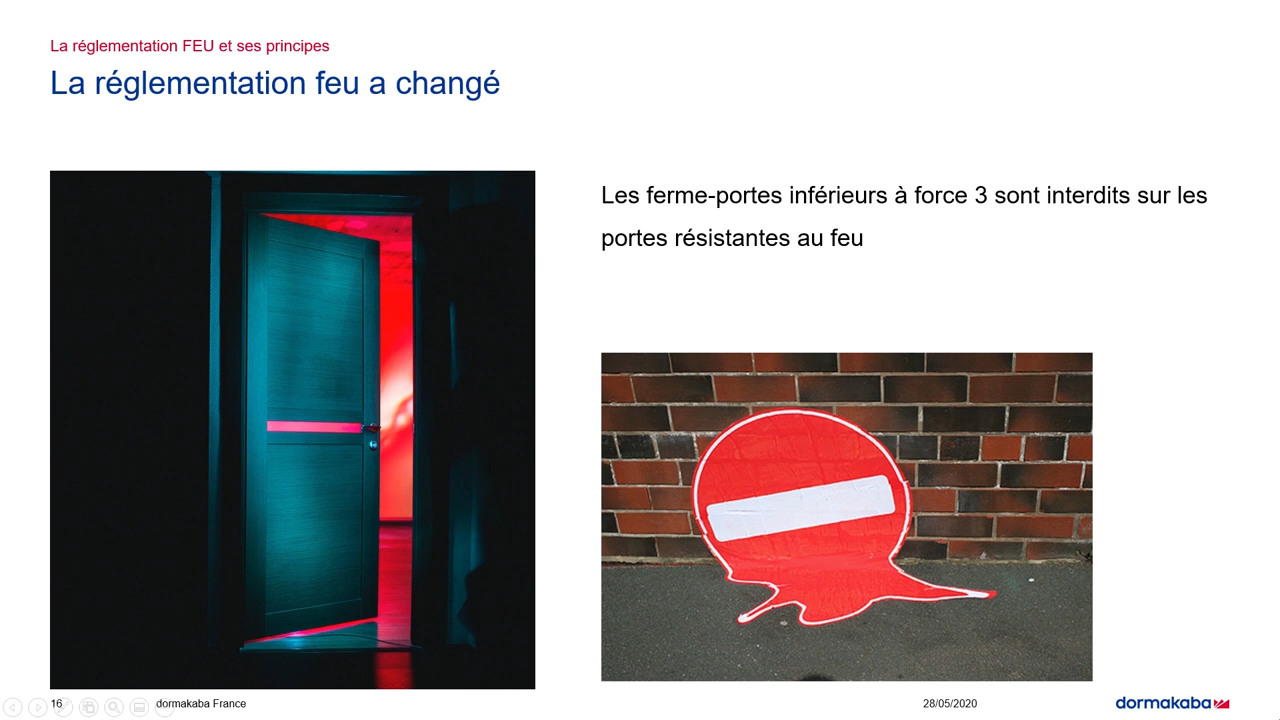 La réglementation FEU et ses principes
La réglementation feu a changé
Les ferme-portes inférieurs à force 3 sont interdits sur les
portes résistantes au feu
16
dormakaba France
28/05/2020
dormakaba